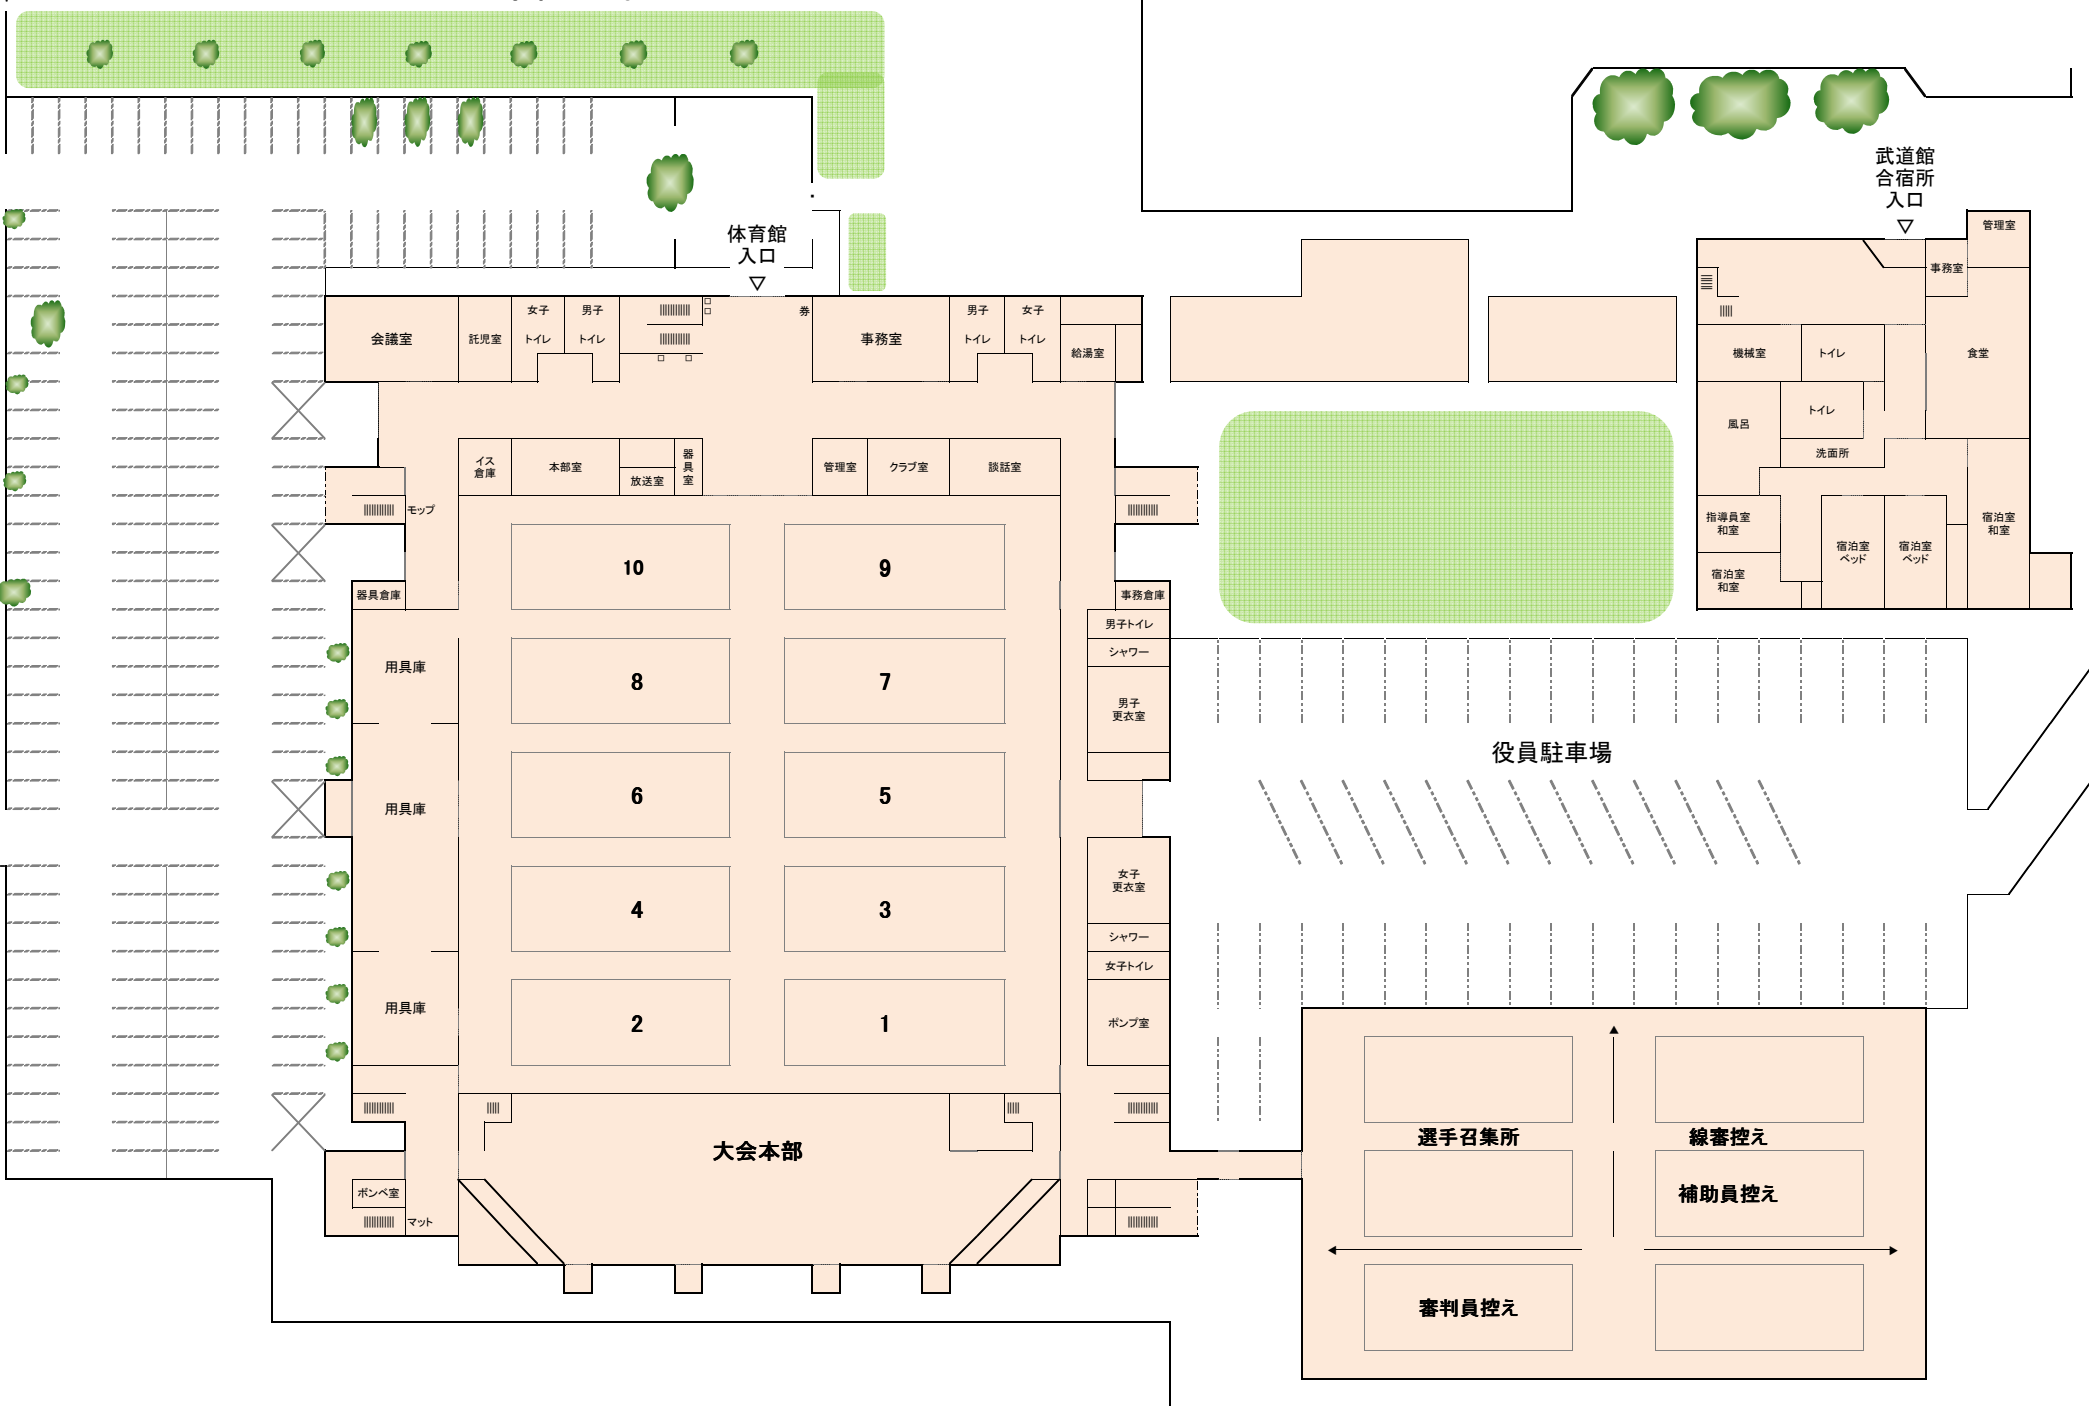 武道館
合宿所
入口
▽
管理室
体育館
入口
▽
事務室
女子
トイレ
男子
トイレ
券
男子
トイレ
女子
トイレ
会議室
託児室
事務室
給湯室
機械室
トイレ
食堂
風呂
トイレ
洗面所
イス
倉庫
本部室
放送室
器
具
室
管理室
クラブ室
談話室
モップ
指導員室
和室
宿泊室
ベッド
宿泊室
ベッド
宿泊室
和室
宿泊室
和室
10
9
器具倉庫
事務倉庫
男子トイレ
シャワー
用具庫
8
7
男子
更衣室
役員駐車場
用具庫
6
5
女子
更衣室
4
3
シャワー
女子トイレ
用具庫
2
1
ポンプ室
大会本部
選手召集所
線審控え
ボンベ室
マット
補助員控え
審判員控え